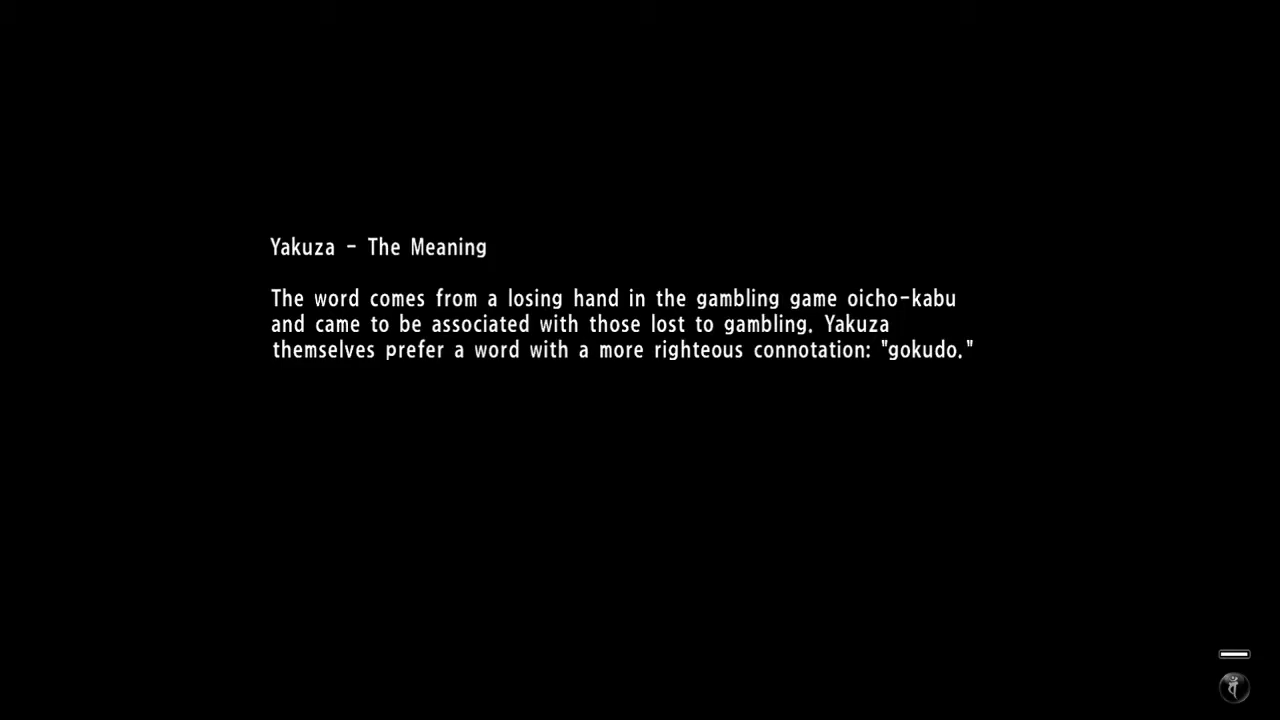 Yakuza - The Meaning
The word comes from a losing hand in the gambling game oicho-kabu
and came to be associated with those lost to gambling. Yakuza
themselves prefer a word with a more righteous connotation: "gokudo."